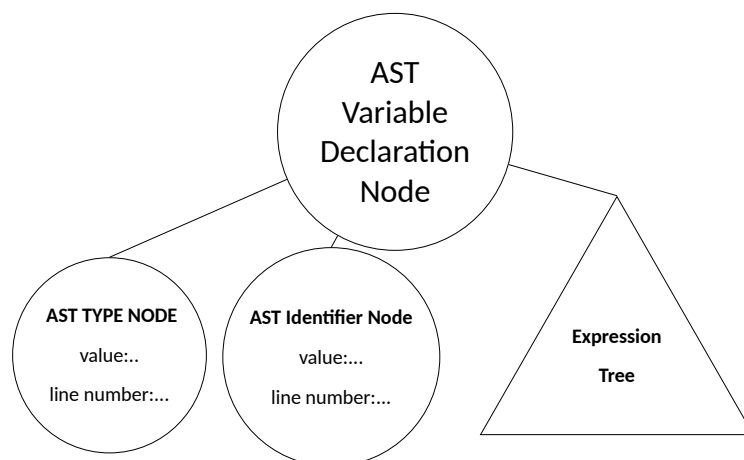 AST
Variable
Declaration
Node
AST TYPE NODE
value:..
line number:...
AST Identifier Node
value:...
line number:...
Expression
Tree